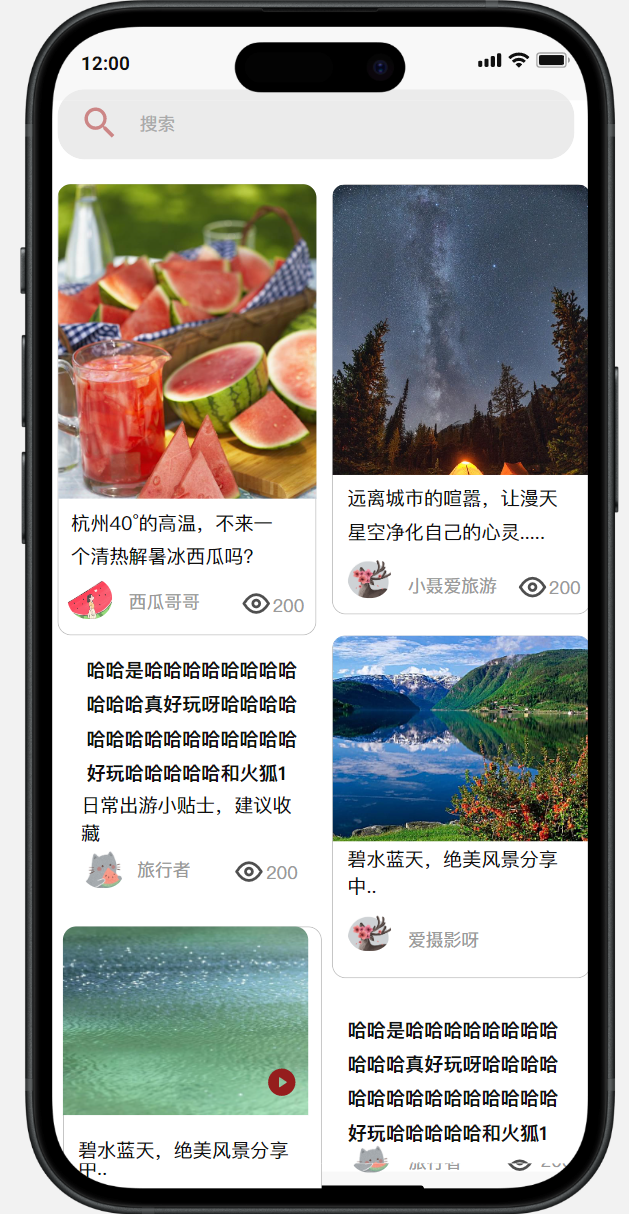 12:00
搜索
杭州40°的高温，不来一
个清热解暑冰西瓜吗？
西瓜哥哥
200
远离城市的喧嚣，让漫天
星空净化自己的心灵.....
小聂爱旅游
200
哈哈是哈哈哈哈哈哈哈哈
哈哈哈真好玩呀哈哈哈哈
哈哈哈哈哈哈哈哈哈哈哈
好玩哈哈哈哈哈和火狐1
日常出游小贴士，建议收
藏
旅行者
200
碧水蓝天，绝美风景分享
中..
爱摄影呀
碧水蓝天，绝美风景分享
中..
哈哈是哈哈哈哈哈哈哈哈
哈哈哈真好玩呀哈哈哈哈
哈哈哈哈哈哈哈哈哈哈哈
好玩哈哈哈哈哈和火狐1
旅行者
200